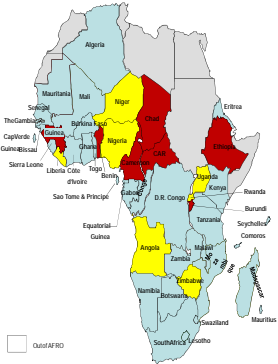 Algeria
Mauritania
Mali
Niger
Chad
Eritrea
Senegal
TheGambia
Burkina Faso
CapVerde
Guinea
GuineaBissau
Nigeria
Ethiopia
Ghana
CAR
Sierra Leone
Togo
Cameroon
Liberia
Côte
d'Ivoire
Benin
Uganda
Kenya
Sao Tome & Principe
Gabon
Congo
D.R. Congo
Rwanda
Burundi
Equatorial
Guinea
Tanzania
Seychelles
Comoros
Angola
Malawi
Zambia
Mozambique
Zimbabwe
Madagascar
Namibia
Botswana
Mauritius
Swaziland
SouthAfrica
Lesotho
OutofAFRO